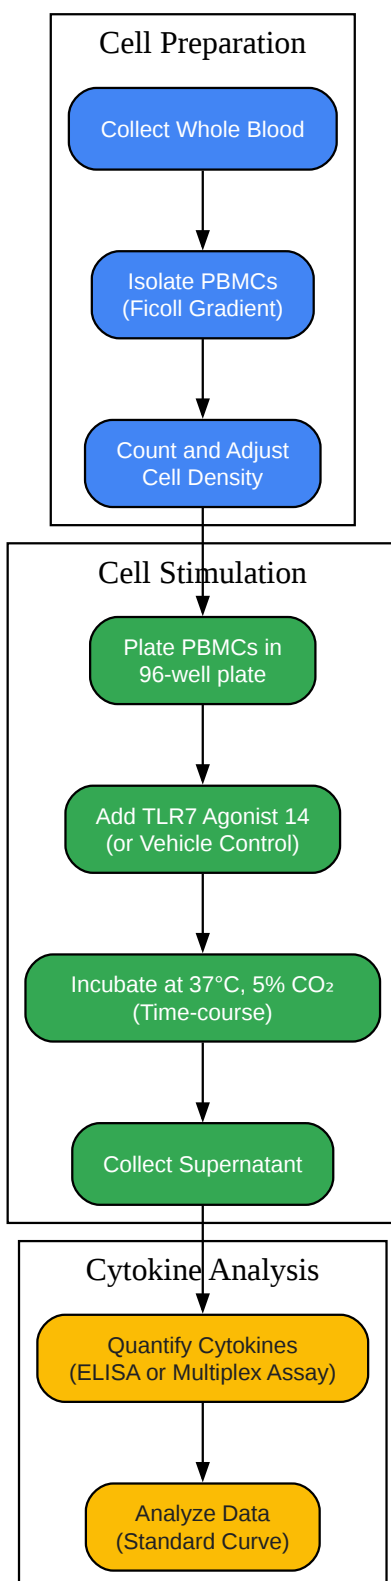 Cell Preparation
Collect Whole Blood
Isolate PBMCs
(Ficoll Gradient)
Count and Adjust
Cell Density
Cell Stimulation
Plate PBMCs in
96-well plate
Add TLR7 Agonist 14
(or Vehicle Control)
Incubate at 37°C, 5% CO₂
(Time-course)
Collect Supernatant
Cytokine Analysis
Quantify Cytokines
(ELISA or Multiplex Assay)
Analyze Data
(Standard Curve)